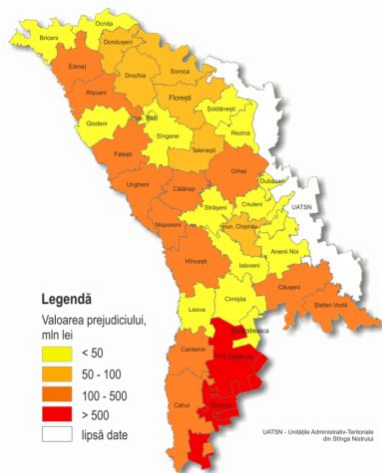 Ocnița
Briceni
Dondușeni
Edineț
Soroca
Drochia
Rîșcani
Florești
Șoldănești
mun. Bălți
Glodeni
Sîngerei
Rezina
Telenești
Fălești
Orhei
Dubăsari
Ungheni
Călărași
Criuleni
UATSN
Strășeni
mun. Chișinău
Nisporeni
Anenii Noi
Ialoveni
Hîncești
Căușeni
Ștefan-Vodă
Cimișlia
Leova
Basarabeasca
Cantemir
Cahul
Legendă
Valoarea prejudiciului,
mln lei
< 50
50 - 100
100 - 500
> 500
lipsă date
UATSN - Unitățile Administrativ-Teritoriale
din Stînga Nistrului